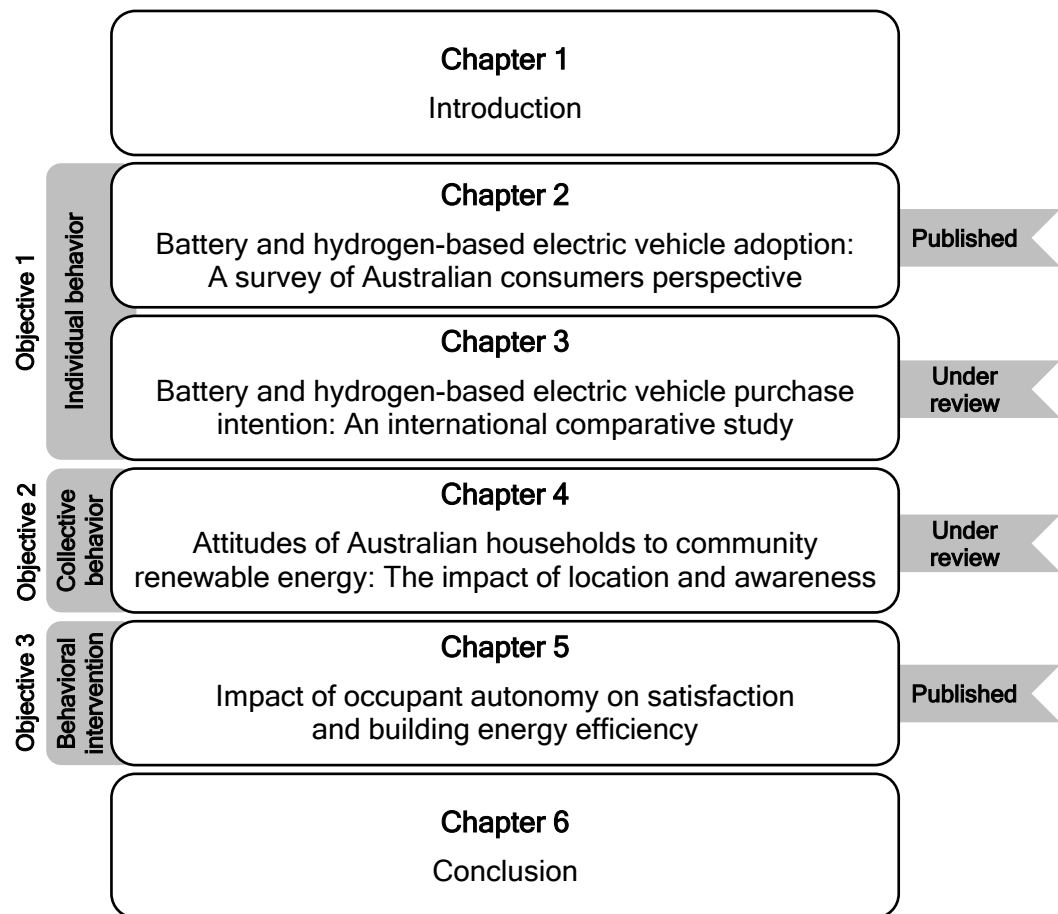 Chapter 1
Introduction
Objective 1
Individual behavior
Chapter 2
Battery and hydrogen-based electric vehicle adoption:
A survey of Australian consumers perspective
Published
Chapter 3
Battery and hydrogen-based electric vehicle purchase
intention: An international comparative study
Under
review
Objective 2
Collective
behavior
Chapter 4
Attitudes of Australian households to community
renewable energy: The impact of location and awareness
Under
review
Objective 3
Behavioral
intervention
Chapter 5
Impact of occupant autonomy on satisfaction
and building energy efficiency
Published
Chapter 6
Conclusion